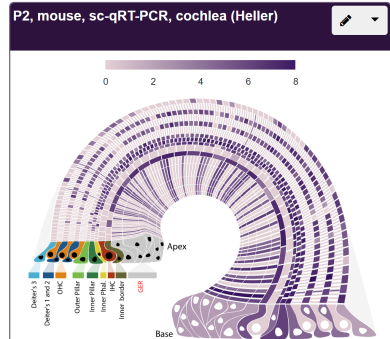 P2, mouse, sc-qRT-PCR, cochlea (Heller)
0 2 4 6 8
Apex
Deiter's 3
Deiter's 1 and 2
OHC
Outer Pillar
Inner Pillar
Inner Phal.
IHC
Inner border
GER
Base